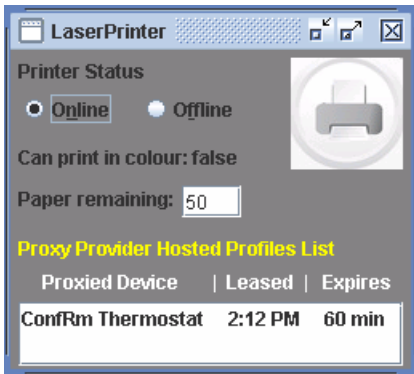 LaserPrinter
Printer Status
Online Offline
Can print in colour: false
Paper remaining: 50
Proxy Provider Hosted Profiles List
Proxied Device | Leased | Expires
ConfRm Thermostat 2:12 PM 60 min